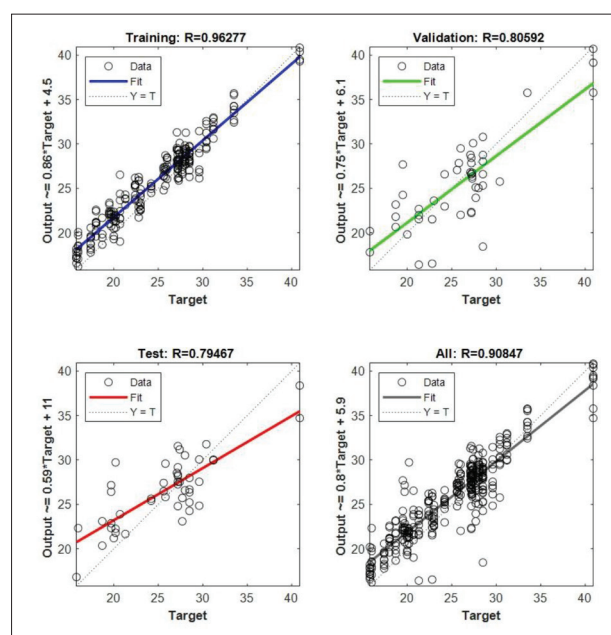 Training: R=0.96277
Output ~= 0.86*Target + 4.5
40
35
30
25
20
Data
Fit
Y = T
20 25 30 35 40
Target
Validation: R=0.80592
Output ~= 0.75*Target + 6.1
40
35
30
25
20
Data
Fit
Y = T
20 25 30 35 40
Target
Test: R=0.79467
Output ~= 0.59*Target + 11
40
35
30
25
20
Data
Fit
Y = T
20 25 30 35 40
Target
All: R=0.90847
Output ~= 0.8*Target + 5.9
40
35
30
25
20
Data
Fit
Y = T
20 25 30 35 40
Target